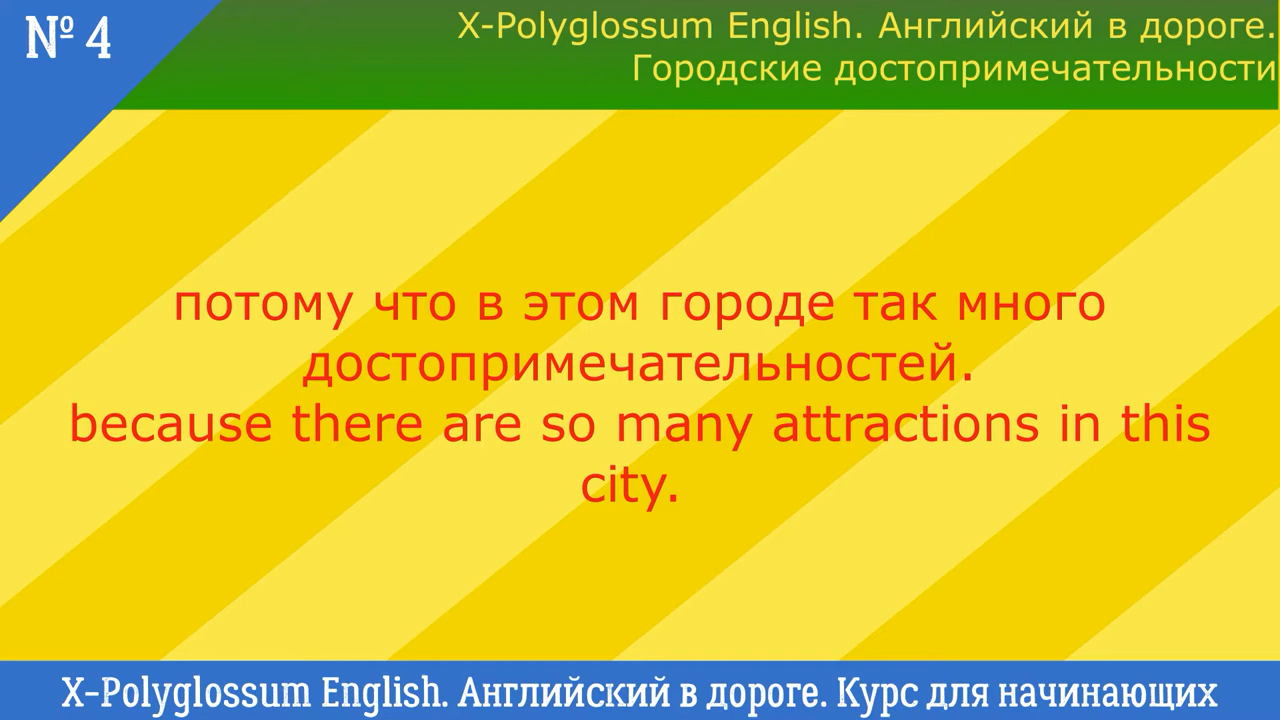 № 4
X-Polyglossum English. Английский в дороге.
Городские достопримечательности
потому что в этом городе так много
достопримечательностей.
because there are so many attractions in this
city.
X-Polyglossum English. Английский в дороге. Курс для начинающих